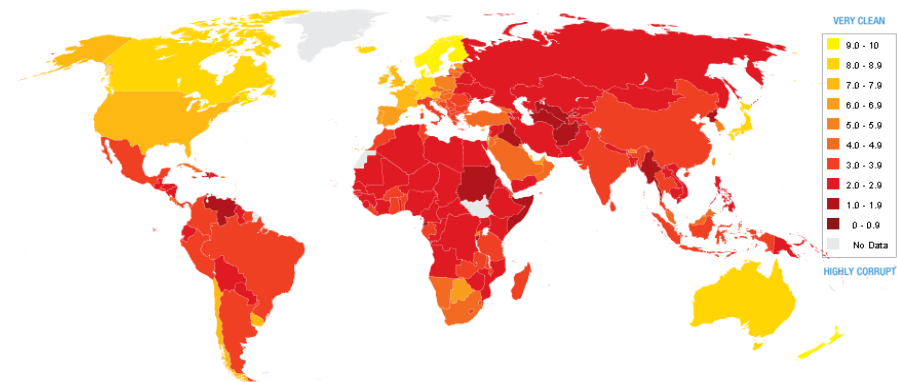 VERY CLEAN
9.0 - 10
8.0 - 8.9
7.0 - 7.9
6.0 - 6.9
5.0 - 5.9
4.0 - 4.9
3.0 - 3.9
2.0 - 2.9
1.0 - 1.9
0 - 0.9
No Data
HIGHLY CORRUPT